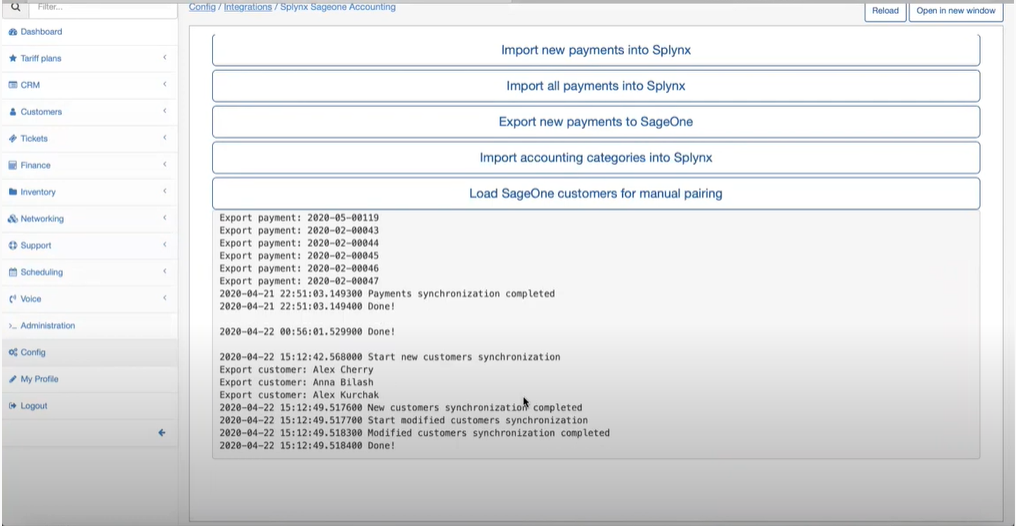 Filter...
Config / Integrations / Splynx Sageone Accounting
Reload
Open in new window
Dashboard
Tariff plans
CRM
Customers
Tickets
Finance
Inventory
Networking
Support
Scheduling
Voice
Administration
Config
My Profile
Logout
Import new payments into Splynx
Import all payments into Splynx
Export new payments to SageOne
Import accounting categories into Splynx
Load SageOne customers for manual pairing
Export payment: 2020-05-00119
Export payment: 2020-02-00043
Export payment: 2020-02-00044
Export payment: 2020-02-00045
Export payment: 2020-02-00046
Export payment: 2020-02-00047
2020-04-21 22:51:03.149300 Payments synchronization completed
2020-04-21 22:51:03.149400 Done!
2020-04-22 00:56:01.529900 Done!
2020-04-22 15:12:42.568000 Start new customers synchronization
Export customer: Alex Cherry
Export customer: Anna Bilash
Export customer: Alex Kurchak
2020-04-22 15:12:49.517600 New customers synchronization completed
2020-04-22 15:12:49.517700 Start modified customers synchronization
2020-04-22 15:12:49.518300 Modified customers synchronization completed
2020-04-22 15:12:49.518400 Done!